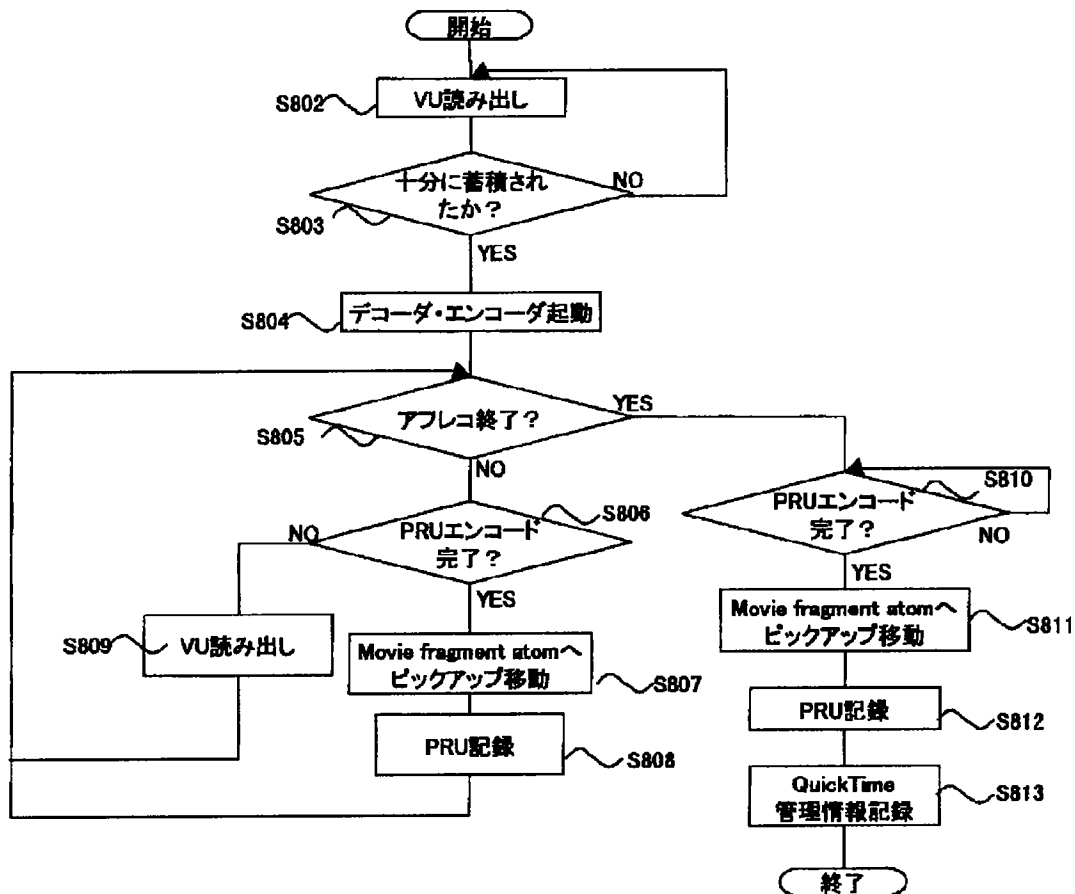 開始
S802
VU読み出し
十分に蓄積され
たか？
NO
S803
YES
S804
デコーダ・エンコーダ起動
アフレコ終了？
YES
S805
NO
S806
PRUエンコード
完了？
NO
YES
S809
VU読み出し
Movie fragment atomへ
ピックアップ移動
S807
PRU記録
S808
S810
PRUエンコード
完了？
NO
YES
Movie fragment atomへ
ピックアップ移動
S811
PRU記録
S812
QuickTime
管理情報記録
S813
終了